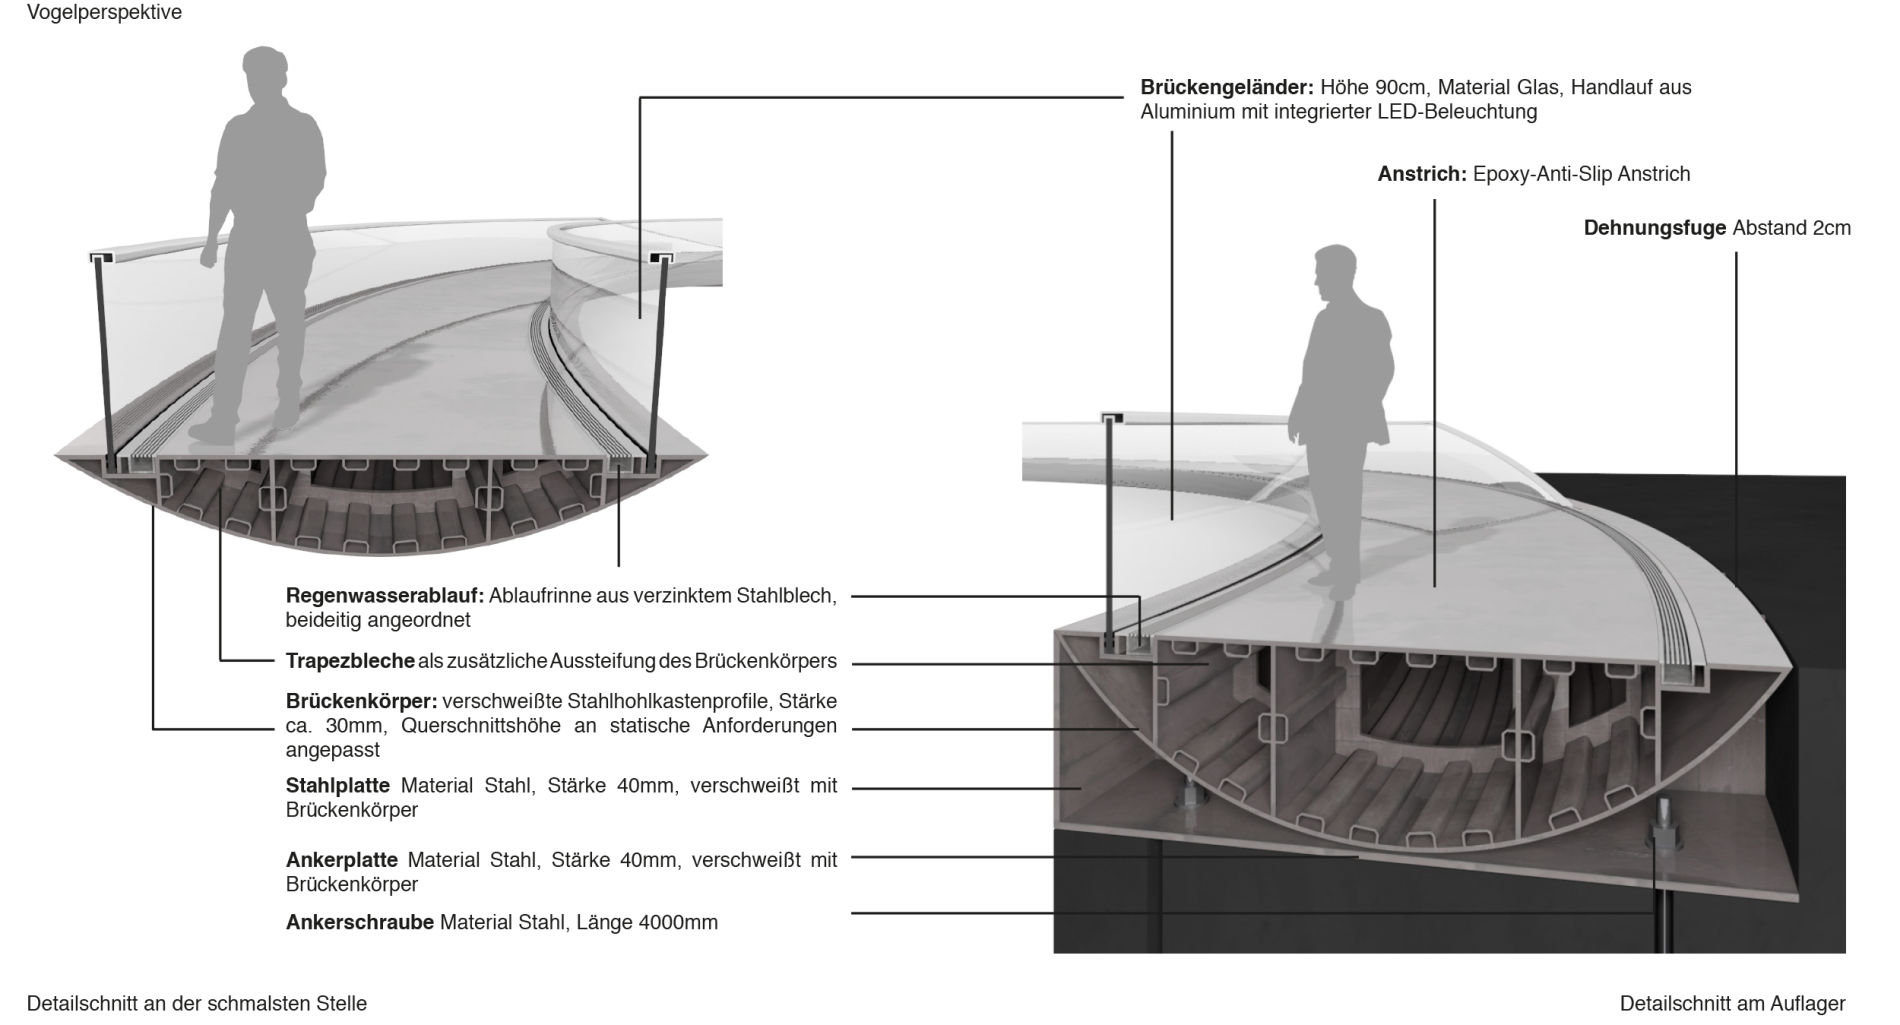 Vogelperspektive
Brückengeländer: Höhe 90cm, Material Glas, Handlauf aus
Aluminium mit integrierter LED-Beleuchtung
Anstrich: Epoxy-Anti-Slip Anstrich
Dehnungsfuge Abstand 2cm
Regenwasserablauf: Ablaufrinne aus verzinktem Stahlblech,
beideitig angeordnet
Trapezbleche als zusätzliche Aussteifung des Brückenkörpers
Brückenkörper: verschweißte Stahlhohlkastenprofile, Stärke
ca. 30mm, Querschnittshöhe an statische Anforderungen
angepasst
Stahlplatte Material Stahl, Stärke 40mm, verschweißt mit
Brückenkörper
Ankerplatte Material Stahl, Stärke 40mm, verschweißt mit
Brückenkörper
Ankerschraube Material Stahl, Länge 4000mm
Detailschnitt an der schmalsten Stelle
Detailschnitt am Auflager